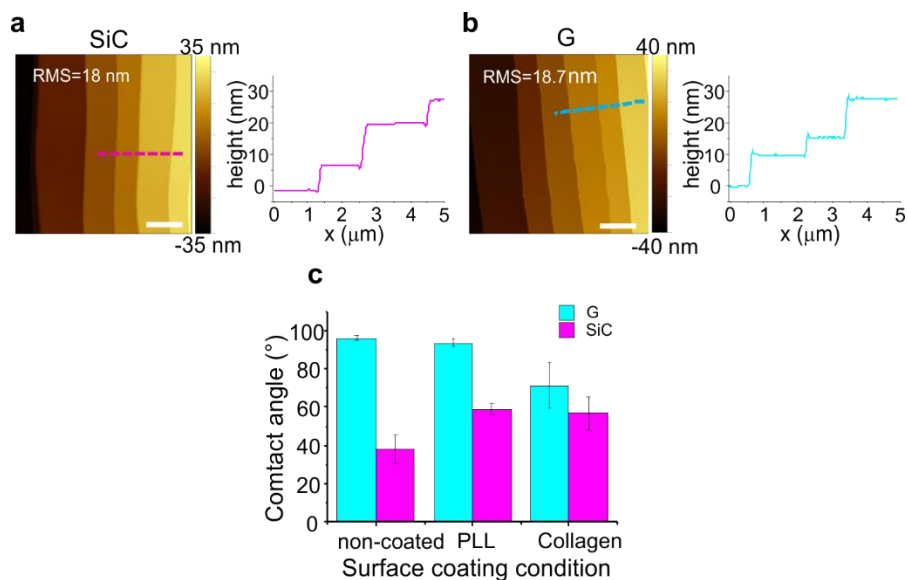 a
SiC
35 nm
RMS=18 nm
-35 nm
height (nm)
30
20
10
0
0 1 2 3 4 5
x (μm)
b
G
40 nm
RMS=18.7nm
-40 nm
height (nm)
30
20
10
0
0 1 2 3 4 5
x (μm)
c
G
SiC
Comtact angle (°)
100
80
60
40
20
0
non-coated PLL Collagen
Surface coating condition